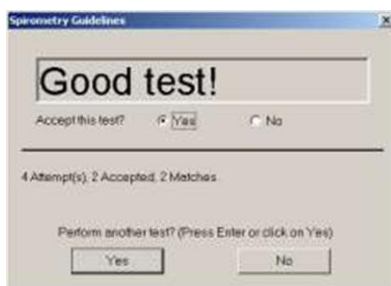 Spirometry Guidelines
Good test!
Accept this test? Yes No
4 Attempt(s), 2 Accepted, 2 Matches
Perform another test? (Press Enter or click on Yes)
Yes No